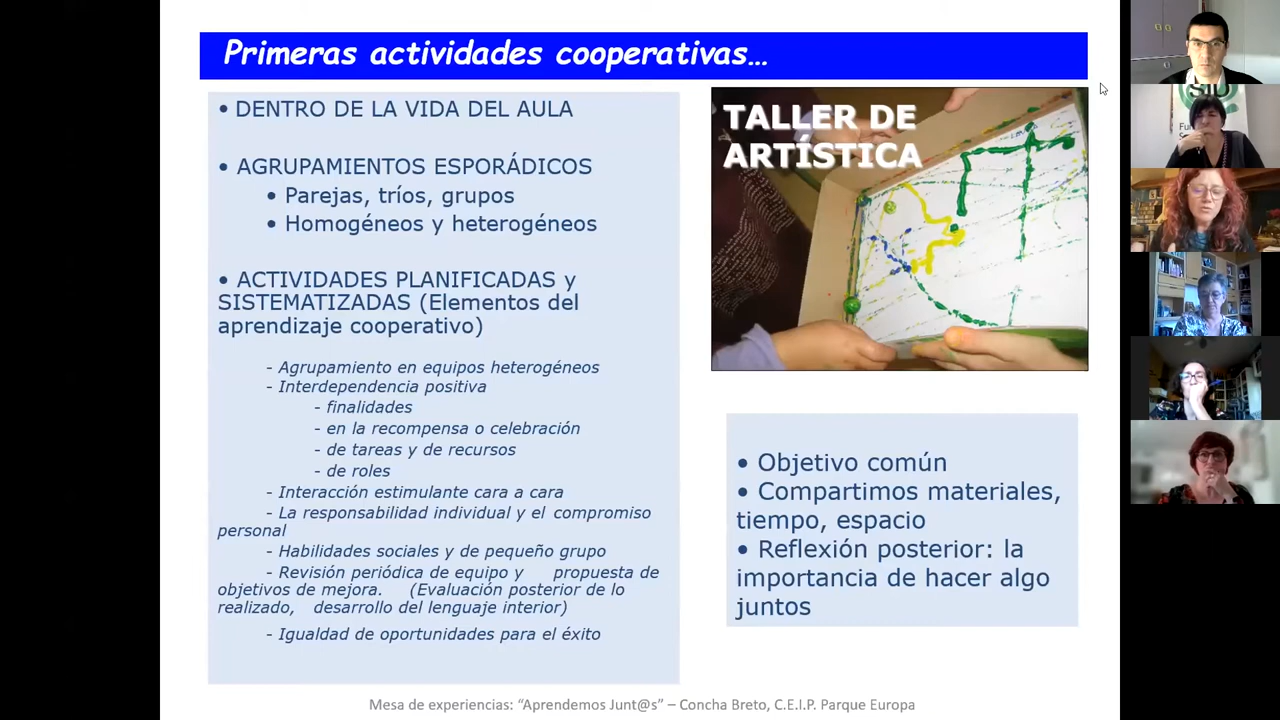 Primeras actividades cooperativas...
• DENTRO DE LA VIDA DEL AULA
• AGRUPAMIENTOS ESPORÁDICOS
• Parejas, tríos, grupos
• Homogéneos y heterogéneos
• ACTIVIDADES PLANIFICADAS y
SISTEMATIZADAS (Elementos del
aprendizaje cooperativo)
- Agrupamiento en equipos heterogéneos
- Interdependencia positiva
- finalidades
- en la recompensa o celebración
- de tareas y de recursos
- de roles
- Interacción estimulante cara a cara
- La responsabilidad individual y el compromiso
personal
- Habilidades sociales y de pequeño grupo
- Revisión periódica de equipo y propuesta de
objetivos de mejora. (Evaluación posterior de lo
realizado, desarrollo del lenguaje interior)
- Igualdad de oportunidades para el éxito
TALLER DE
ARTÍSTICA
• Objetivo común
• Compartimos materiales,
tiempo, espacio
• Reflexión posterior: la
importancia de hacer algo
juntos
Mesa de experiencias: “Aprendemos Junt@s” – Concha Breto, C.E.I.P. Parque Europa